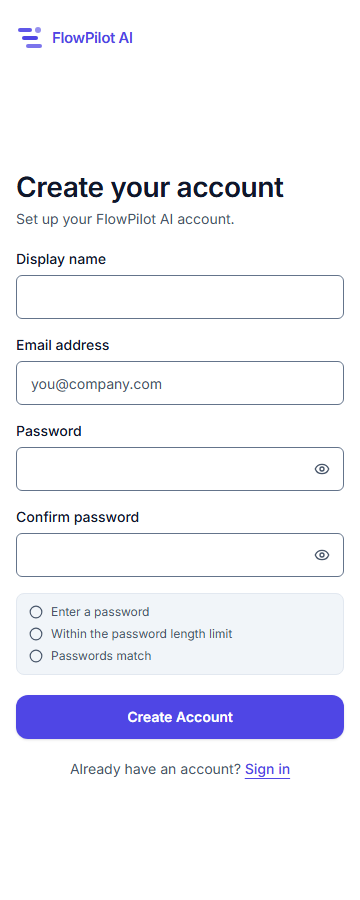 FlowPilot AI
Create your account
Set up your FlowPilot AI account.
Display name
Email address
you@company.com
Password
Confirm password
Enter a password
Within the password length limit
Passwords match
Create Account
Already have an account? Sign in